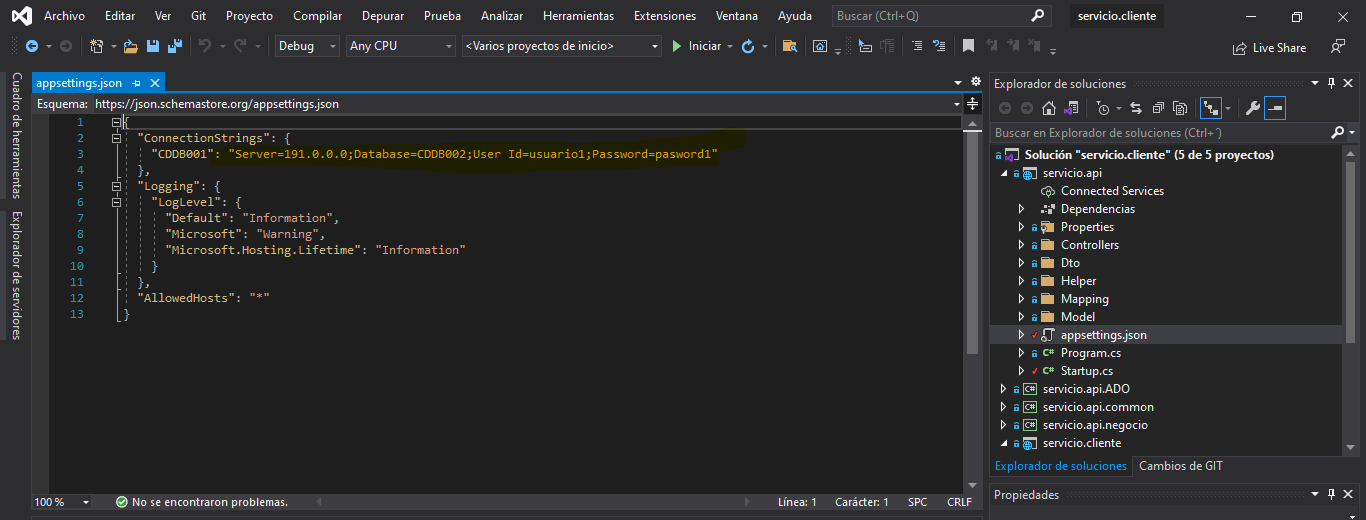 Archivo Editar Ver Git Proyecto Compilar Depurar Prueba Analizar Herramientas Extensiones Ventana Ayuda Buscar (Ctrl+Q) servicio.cliente
Debug Any CPU <Varios proyectos de inicio> Iniciar Live Share
Cuadro de herramientas
Explorador de servidores
appsettings.json
Esquema: https://json.schemastore.org/appsettings.json
1 {
2 "ConnectionStrings": {
3 "CDDB001": "Server=191.0.0.0;Database=CDDB002;User Id=usuario1;Password=pasword1"
4 },
5 "Logging": {
6 "LogLevel": {
7 "Default": "Information",
8 "Microsoft": "Warning",
9 "Microsoft.Hosting.Lifetime": "Information"
10 }
11 },
12 "AllowedHosts": "*"
13 }
100 % No se encontraron problemas. Línea: 1 Carácter: 1 SPC CRLF
Explorador de soluciones
Buscar en Explorador de soluciones (Ctrl+´)
Solución "servicio.cliente" (5 de 5 proyectos)
servicio.api
Connected Services
Dependencias
Properties
Controllers
Dto
Helper
Mapping
Model
appsettings.json
C# Program.cs
C# Startup.cs
C# servicio.api.ADO
C# servicio.api.common
C# servicio.api.negocio
servicio.cliente
Explorador de soluciones Cambios de GIT
Propiedades